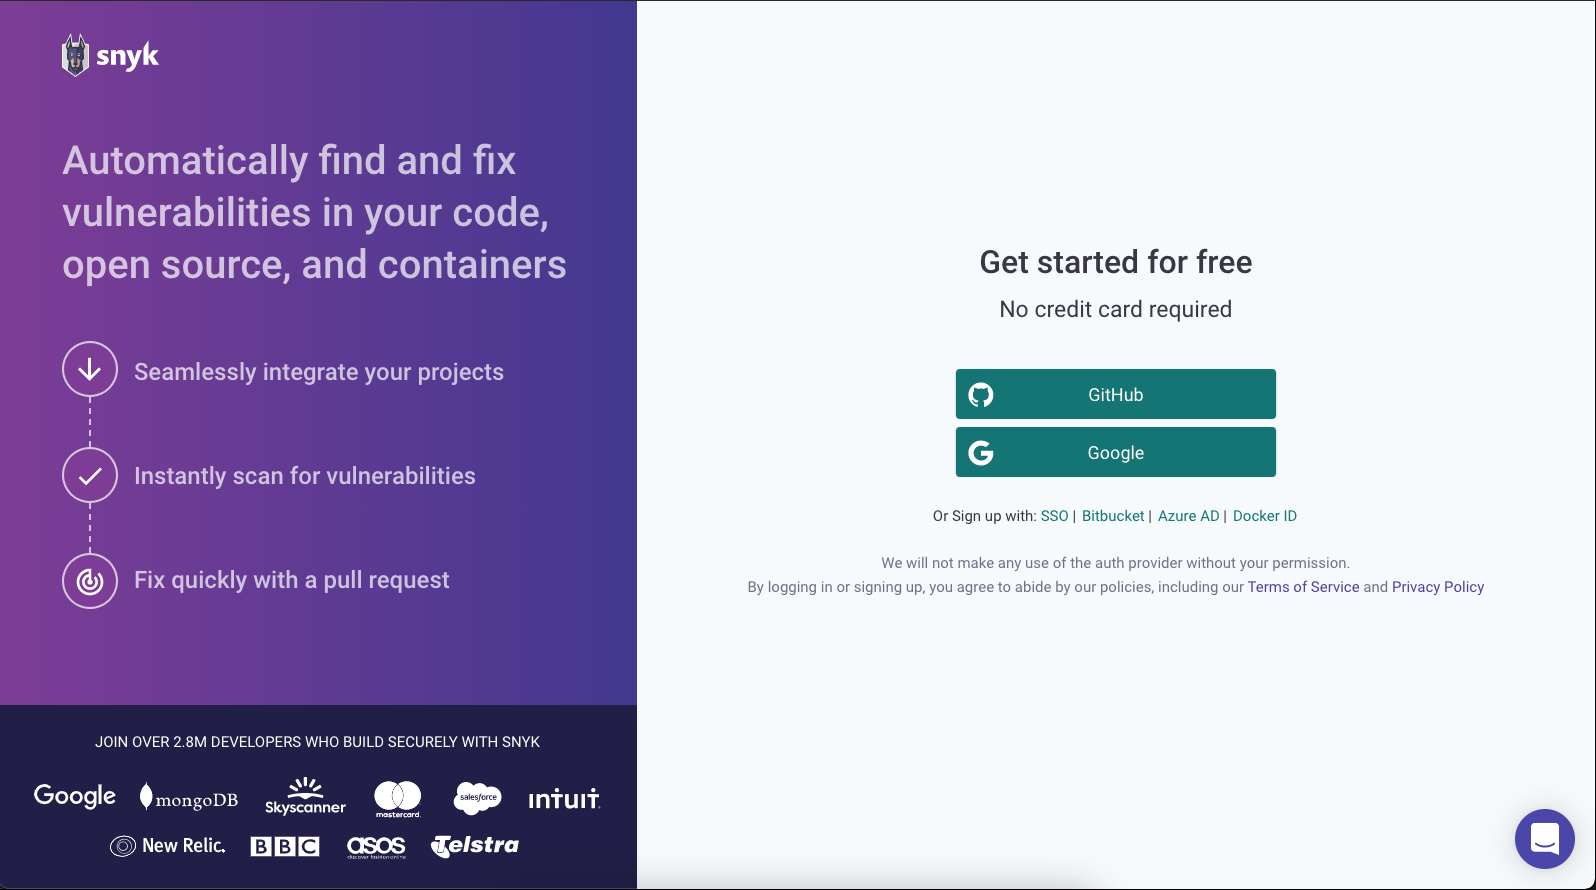 snyk
Automatically find and fix
vulnerabilities in your code,
open source, and containers
Seamlessly integrate your projects
Instantly scan for vulnerabilities
Fix quickly with a pull request
JOIN OVER 2.8M DEVELOPERS WHO BUILD SECURELY WITH SNYK
Google mongoDB Skyscanner mastercard. salesforce intuit.
New Relic. BBC asos discover fashion online Telstra
Get started for free
No credit card required
GitHub
Google
Or Sign up with: SSO | Bitbucket | Azure AD | Docker ID
We will not make any use of the auth provider without your permission.
By logging in or signing up, you agree to abide by our policies, including our Terms of Service and Privacy Policy